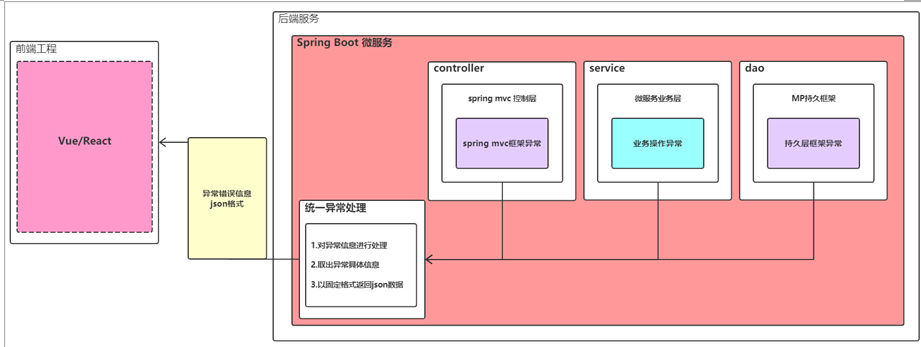 后端服务
前端工程
Vue/React
异常错误信息
json格式
Spring Boot 微服务
controller
spring mvc 控制层
spring mvc框架异常
service
微服务业务层
业务操作异常
dao
MP持久框架
持久层框架异常
统一异常处理
1.对异常信息进行处理
2.取出异常具体信息
3.以固定格式返回json数据